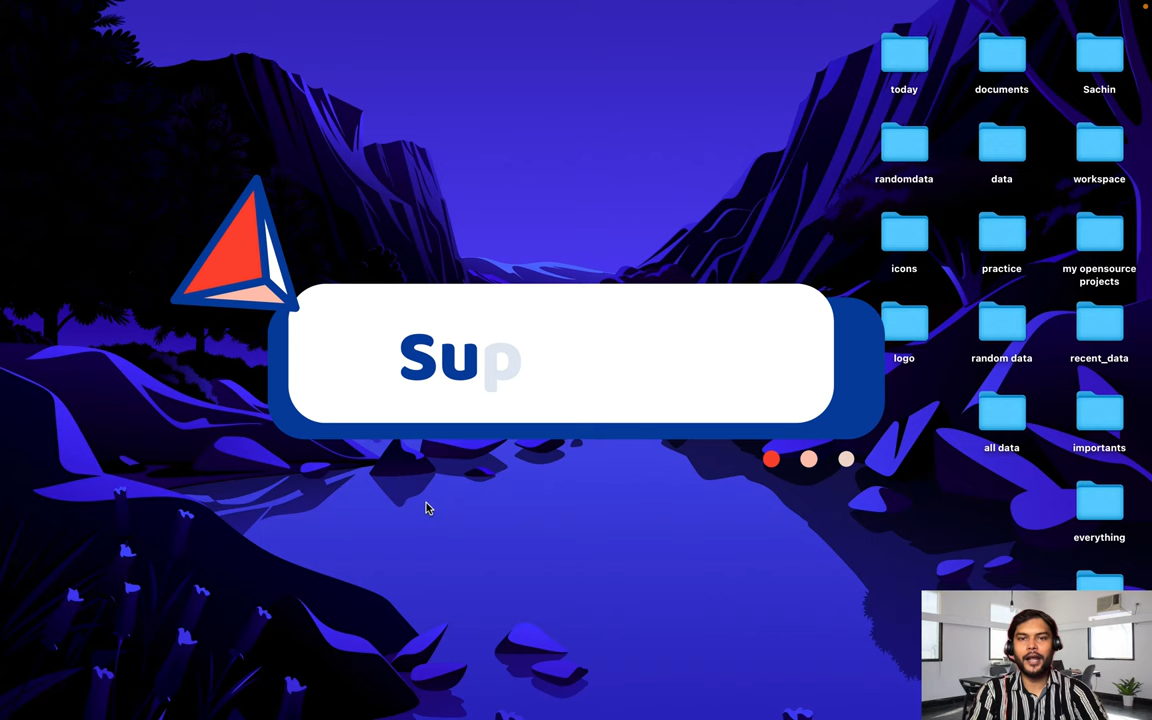 today documents Sachin
randomdata data workspace
icons practice my opensource
projects
logo random data recent_data
Sup
all data importants
everything